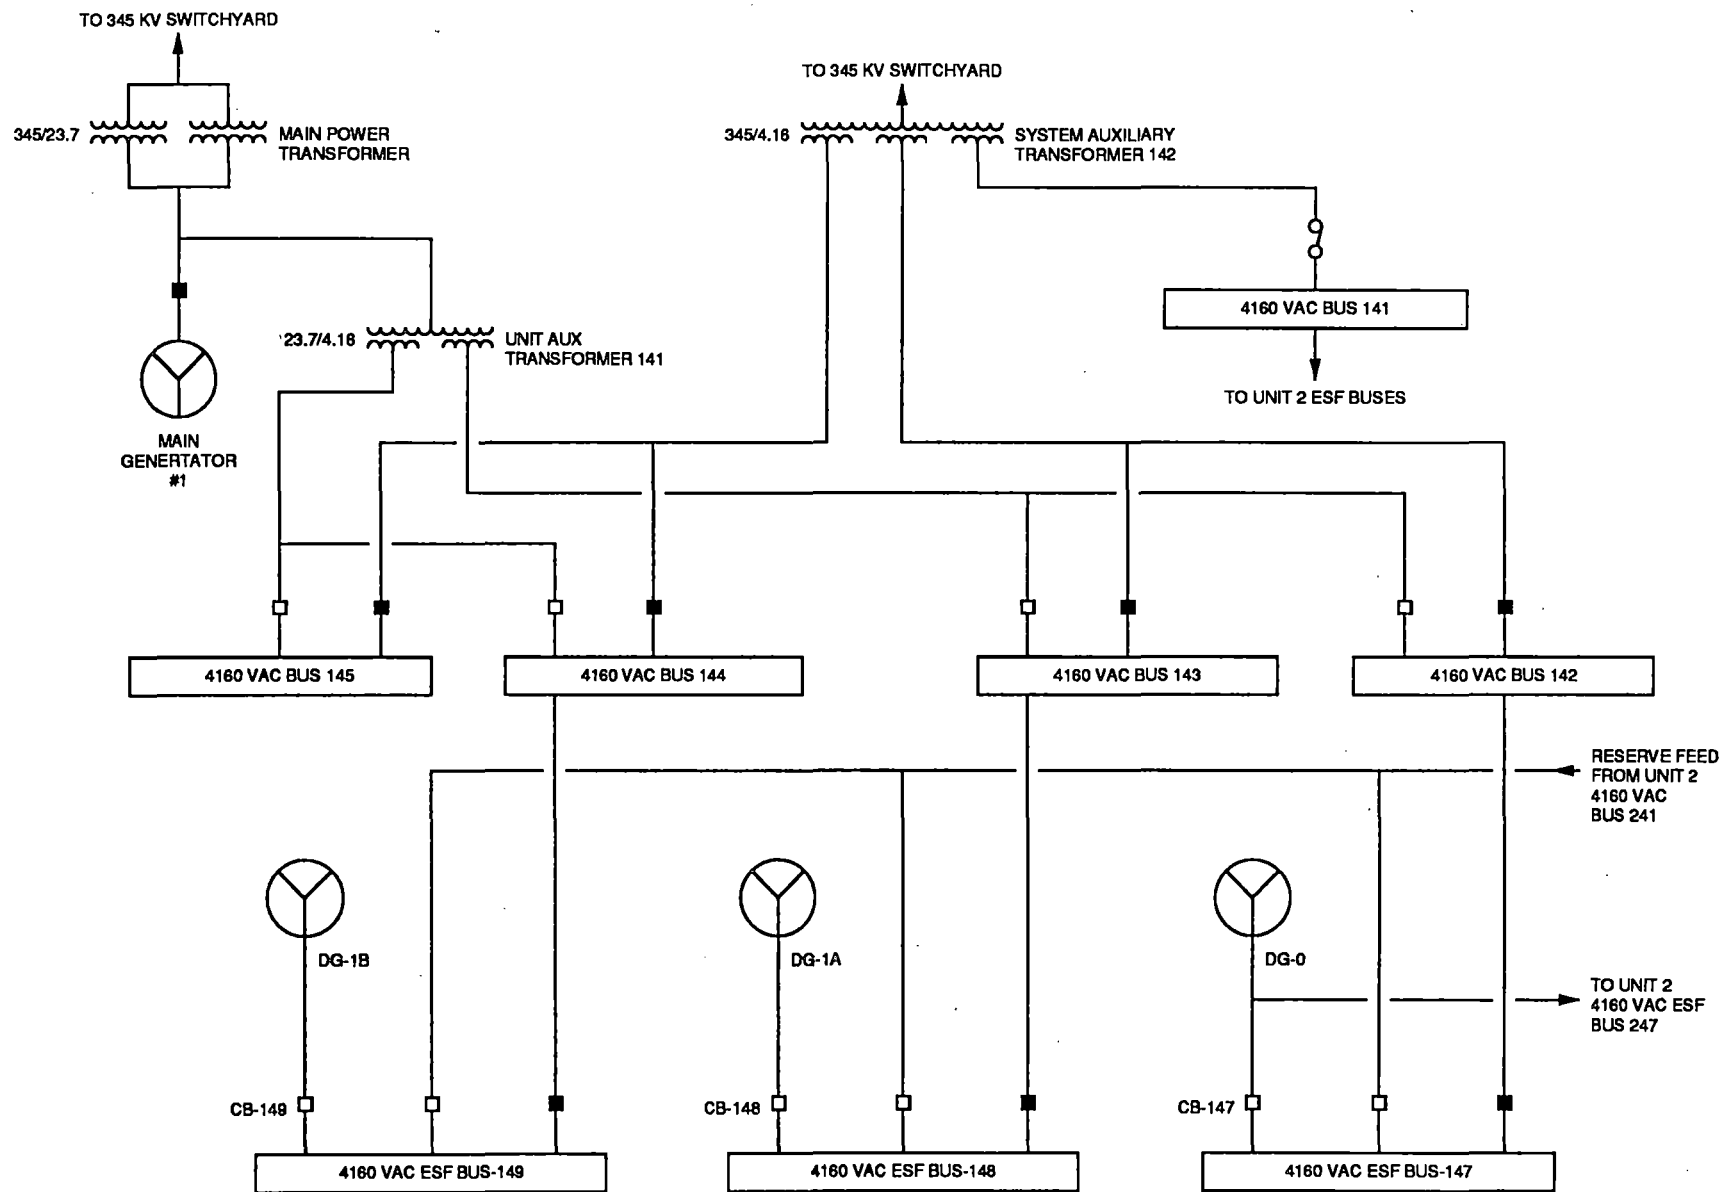 TO 345 KV SWITCHYARD
345/23.7
MAIN POWER
TRANSFORMER
TO 345 KV SWITCHYARD
345/4.16
SYSTEM AUXILIARY
TRANSFORMER 142
4160 VAC BUS 141
TO UNIT 2 ESF BUSES
23.7/4.16
UNIT AUX
TRANSFORMER 141
MAIN
GENERTATOR
#1
4160 VAC BUS 145
4160 VAC BUS 144
4160 VAC BUS 143
4160 VAC BUS 142
RESERVE FEED
FROM UNIT 2
4160 VAC
BUS 241
DG-1B
DG-1A
DG-0
TO UNIT 2
4160 VAC ESF
BUS 247
CB-149
CB-148
CB-147
4160 VAC ESF BUS-149
4160 VAC ESF BUS-148
4160 VAC ESF BUS-147